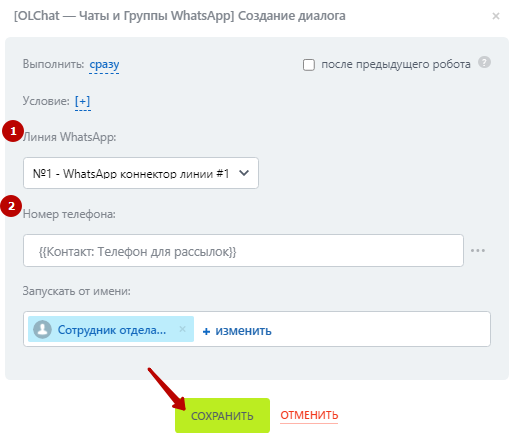 [OLChat — Чаты и Группы WhatsApp] Создание диалога ×
Выполнить: сразу после предыдущего робота ?
Условие: [+]
1
Линия WhatsApp:
№1 - WhatsApp коннектор линии #1
2
Номер телефона:
{{Контакт: Телефон для рассылок}} ...
Запускать от имени:
Сотрудник отдела... × + изменить
СОХРАНИТЬ ОТМЕНИТЬ